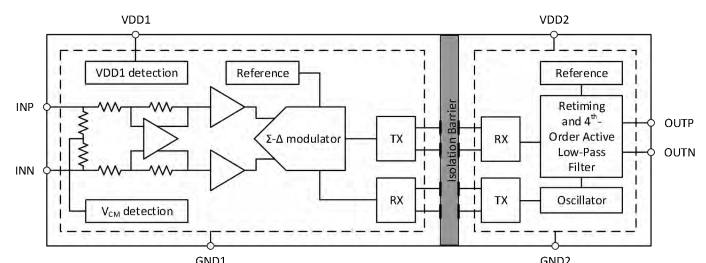 VDD1
VDD2
VDD1 detection
Reference
Reference
INP
INN
Σ-Δ modulator
TX
RX
Isolation Barrier
RX
TX
Retiming
and 4th-
Order Active
Low-Pass
Filter
OUTP
OUTN
Oscillator
VCM detection
GND1
GND2